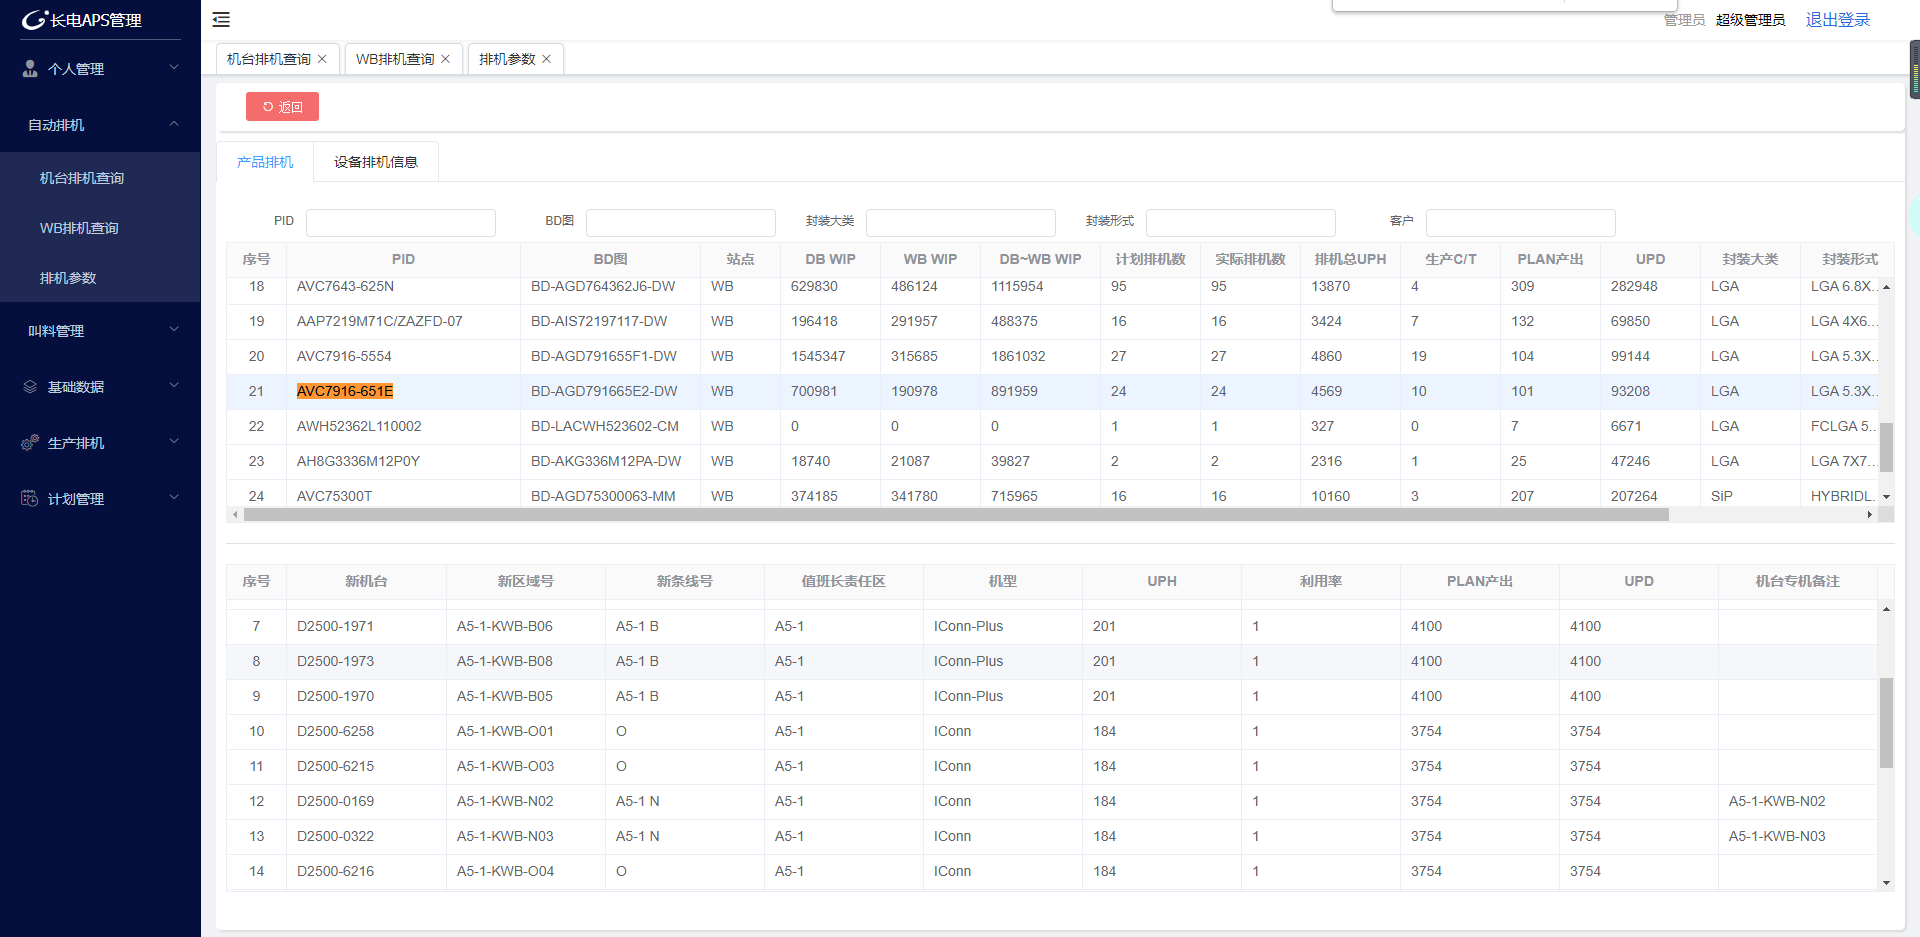 长电APS管理
管理员 超级管理员 退出登录
个人管理
自动排机
机台排机查询
WB排机查询
排机参数
叫料管理
基础数据
生产排机
计划管理
机台排机查询 WB排机查询 排机参数
返回
产品排机 设备排机信息
PID BD图 封装大类 封装形式 客户
序号 PID BD图 站点 DB WIP WB WIP DB~WB WIP 计划排机数 实际排机数 排机总UPH 生产C/T PLAN产出 UPD 封装大类 封装形式
18 AVC7643-625N BD-AGD764362J6-DW WB 629830 486124 1115954 95 95 13870 4 309 282948 LGA LGA 6.8X...
19 AAP7219M71C/ZAZFD-07 BD-AIS72197117-DW WB 196418 291957 488375 16 16 3424 7 132 69850 LGA LGA 4X6...
20 AVC7916-5554 BD-AGD791655F1-DW WB 1545347 315685 1861032 27 27 4860 19 104 99144 LGA LGA 5.3X...
21 AVC7916-651E BD-AGD791665E2-DW WB 700981 190978 891959 24 24 4569 10 101 93208 LGA LGA 5.3X...
22 AWH52362L110002 BD-LACWH523602-CM WB 0 0 0 1 1 327 0 7 6671 LGA FCLGA 5...
23 AH8G3336M12P0Y BD-AKG336M12PA-DW WB 18740 21087 39827 2 2 2316 1 25 47246 LGA LGA 7X7...
24 AVC75300T BD-AGD75300063-MM WB 374185 341780 715965 16 16 10160 3 207 207264 SiP HYBRIDL...
序号 新机台 新区域号 新条线号 值班长责任区 机型 UPH 利用率 PLAN产出 UPD 机台专机备注
7 D2500-1971 A5-1-KWB-B06 A5-1 B A5-1 IConn-Plus 201 1 4100 4100
8 D2500-1973 A5-1-KWB-B08 A5-1 B A5-1 IConn-Plus 201 1 4100 4100
9 D2500-1970 A5-1-KWB-B05 A5-1 B A5-1 IConn-Plus 201 1 4100 4100
10 D2500-6258 A5-1-KWB-O01 O A5-1 IConn 184 1 3754 3754
11 D2500-6215 A5-1-KWB-O03 O A5-1 IConn 184 1 3754 3754
12 D2500-0169 A5-1-KWB-N02 A5-1 N A5-1 IConn 184 1 3754 3754 A5-1-KWB-N02
13 D2500-0322 A5-1-KWB-N03 A5-1 N A5-1 IConn 184 1 3754 3754 A5-1-KWB-N03
14 D2500-6216 A5-1-KWB-O04 O A5-1 IConn 184 1 3754 3754